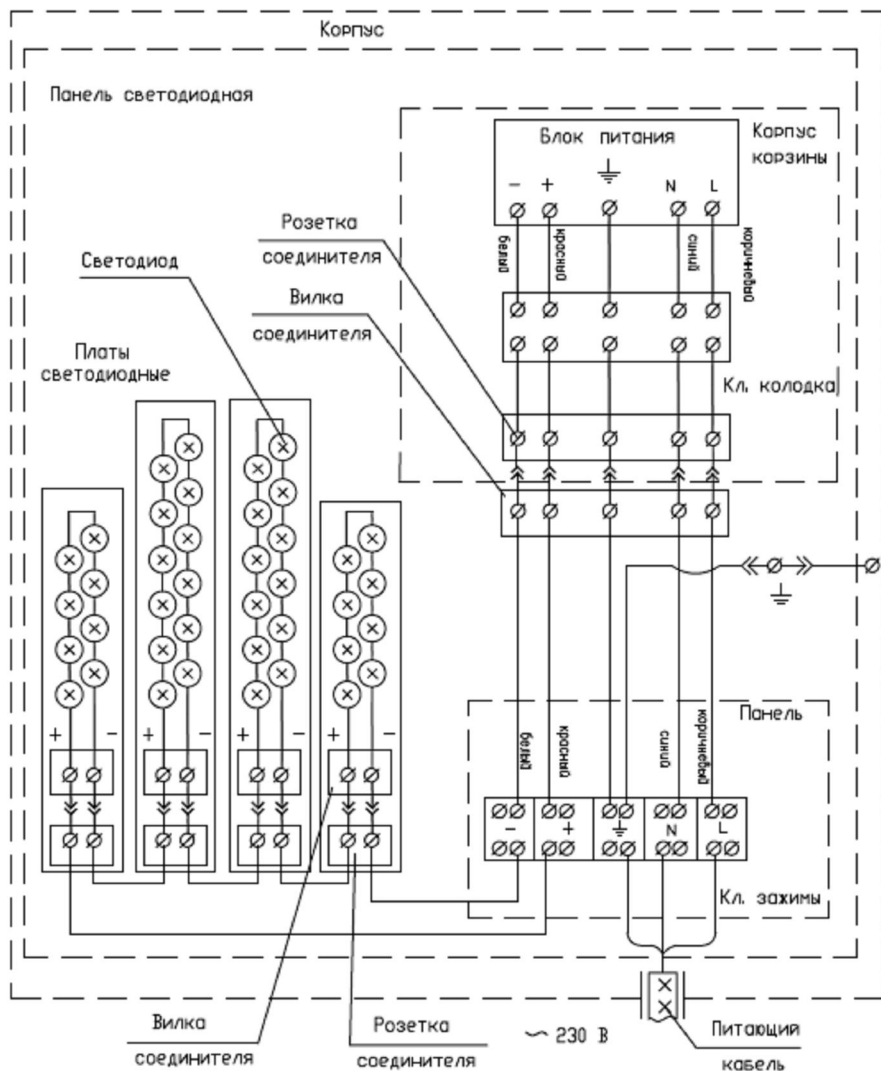 Корпус
Панель светодиодная
Блок питания
Корпус
корзины
− + N L
белый
красный
синий
коричневый
Розетка
соединителя
Светодиод
Вилка
соединителя
Платы
светодиодные
Кл. колодка
+ − + − + − + −
Панель
белый
красный
синий
коричневый
− + N L
Кл. зажимы
Вилка
соединителя
Розетка
соединителя
~ 230 В
Питающий
кабель